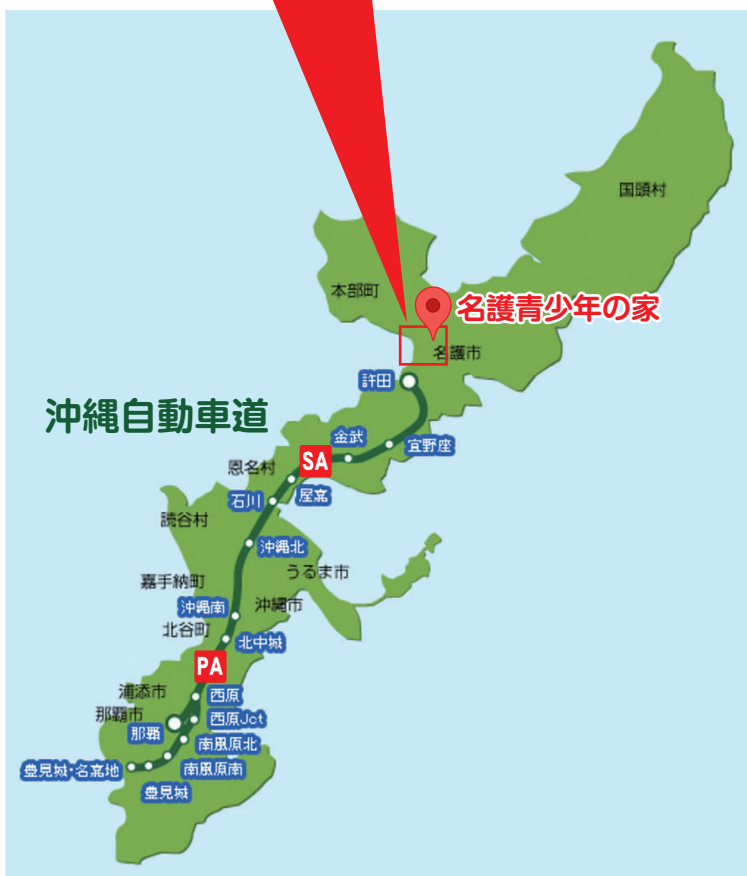 国頭村
本部町
名護青少年の家
名護市
許田
沖縄自動車道
金武
宜野座
SA
恩名村
屋嘉
石川
読谷村
沖縄北
うるま市
嘉手納町
沖縄南
沖縄市
北谷町
北中城
PA
浦添市
西原
那覇市
西原Jct
那覇
南風原北
豊見城・名嘉地
南風原南
豊見城